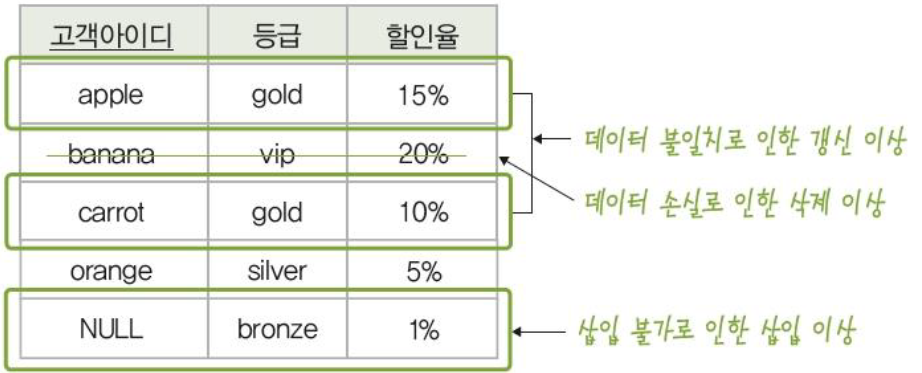 고객아이디 등급 할인율
apple gold 15%
데이터 불일치로 인한 갱신 이상
banana vip 20%
데이터 손실로 인한 삭제 이상
carrot gold 10%
orange silver 5%
NULL bronze 1%
삽입 불가로 인한 삽입 이상